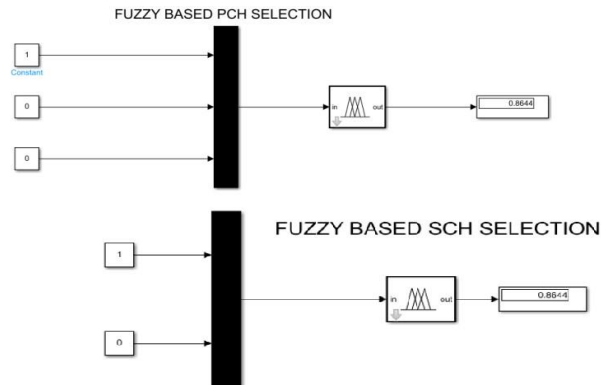 FUZZY BASED PCH SELECTION
1
Constant
0
in
out
0.8644
0
FUZZY BASED SCH SELECTION
1
in
out
0.8644
0